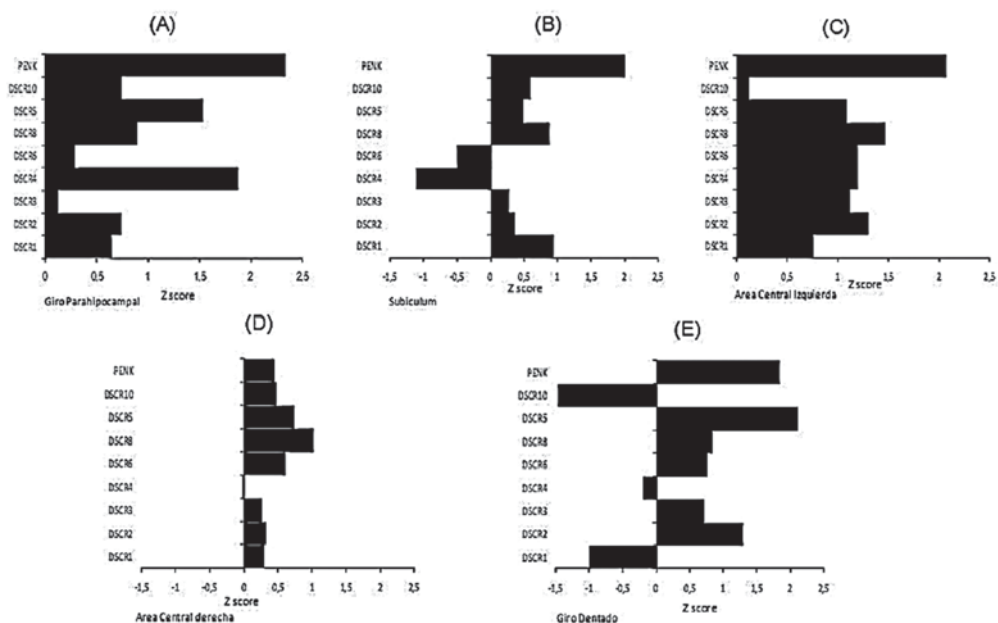 (A)
PENK
DSCR10
DSCR5
DSCR8
DSCR6
DSCR4
DSCR3
DSCR2
DSCR1
0 0,5 1 1,5 2 2,5
Z score
Giro Parahipocampal
(B)
PENK
DSCR10
DSCR5
DSCR8
DSCR6
DSCR4
DSCR3
DSCR2
DSCR1
-1,5 -1 -0,5 0 0,5 1 1,5 2 2,5
Z score
Subiculum
(C)
PENK
DSCR10
DSCR5
DSCR8
DSCR6
DSCR4
DSCR3
DSCR2
DSCR1
0 0,5 1 1,5 2 2,5
Z score
Area Central Izquierda
(D)
PENK
DSCR10
DSCR5
DSCR8
DSCR6
DSCR4
DSCR3
DSCR2
DSCR1
-1,5 -1 -0,5 0 0,5 1 1,5 2 2,5
Z score
Area Central derecha
(E)
PENK
DSCR10
DSCR5
DSCR8
DSCR6
DSCR4
DSCR3
DSCR2
DSCR1
-1,5 -1 -0,5 0 0,5 1 1,5 2 2,5
Z score
Giro Dentado